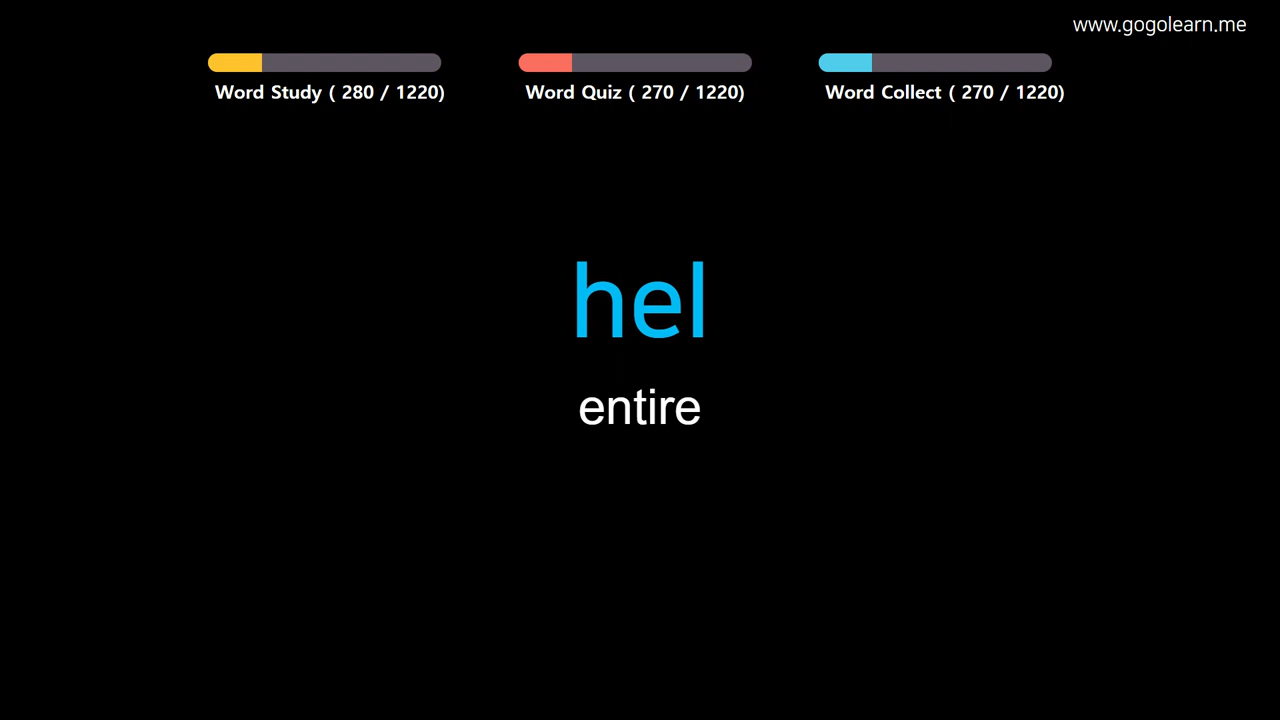 www.gogolearn.me
Word Study ( 280 / 1220)
Word Quiz ( 270 / 1220)
Word Collect ( 270 / 1220)
hel
entire